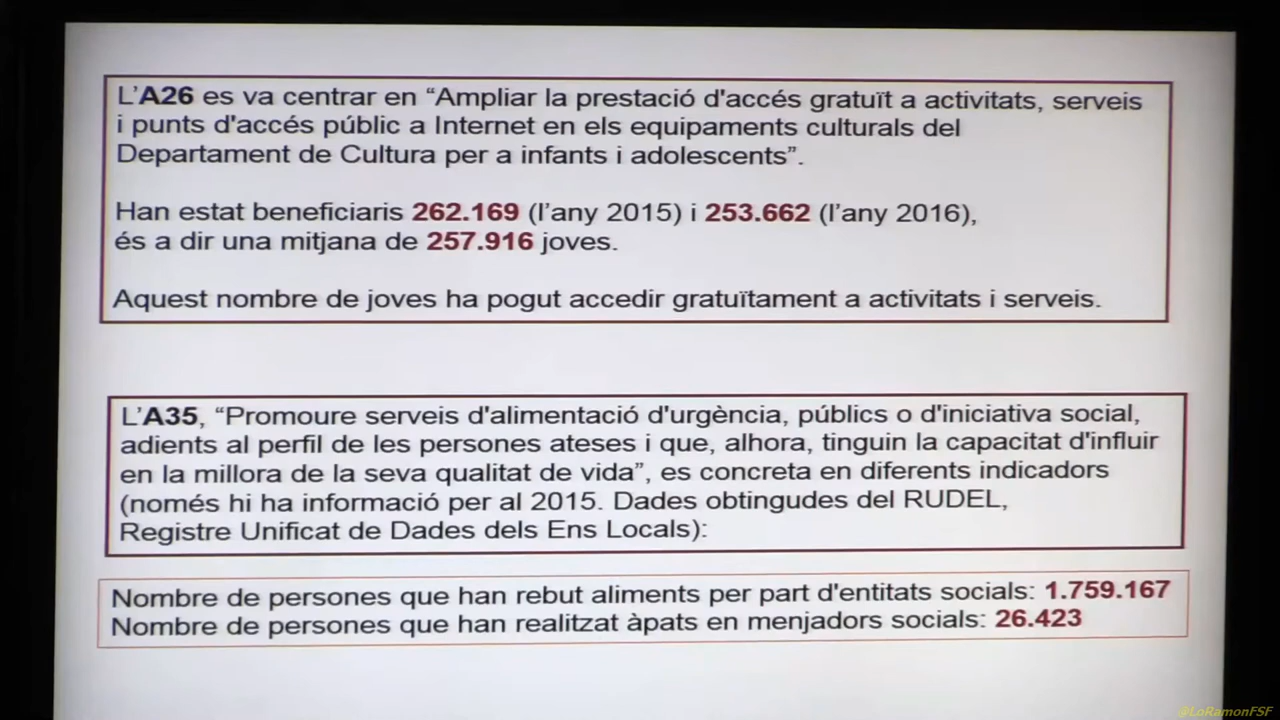 L'A26 es va centrar en “Ampliar la prestació d'accés gratuït a activitats, serveis
i punts d'accés públic a Internet en els equipaments culturals del
Departament de Cultura per a infants i adolescents”.
Han estat beneficiaris 262.169 (l’any 2015) i 253.662 (l’any 2016),
és a dir una mitjana de 257.916 joves.
Aquest nombre de joves ha pogut accedir gratuïtament a activitats i serveis.
L'A35, “Promoure serveis d'alimentació d'urgència, públics o d'iniciativa social,
adients al perfil de les persones ateses i que, alhora, tinguin la capacitat d'influir
en la millora de la seva qualitat de vida”, es concreta en diferents indicadors
(només hi ha informació per al 2015. Dades obtingudes del RUDEL,
Registre Unificat de Dades dels Ens Locals):
Nombre de persones que han rebut aliments per part d'entitats socials: 1.759.167
Nombre de persones que han realitzat àpats en menjadors socials: 26.423
@LoRamonFSF